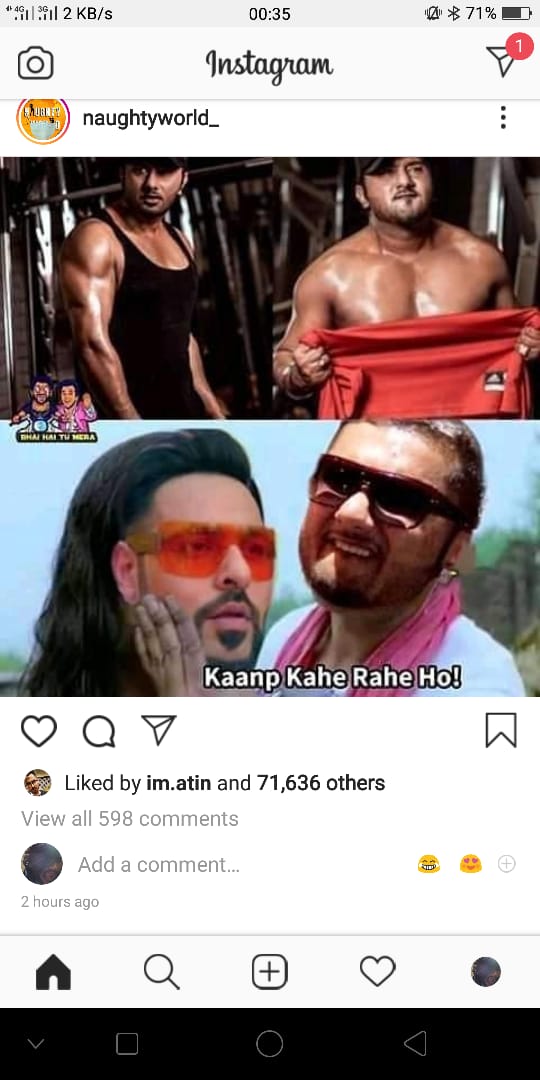 4G 3G 2 KB/s 00:35 71%
Instagram 1
naughtyworld_
BHAI HAI TU MERA
Kaanp Kahe Rahe Ho!
Liked by im.atin and 71,636 others
View all 598 comments
Add a comment...
2 hours ago